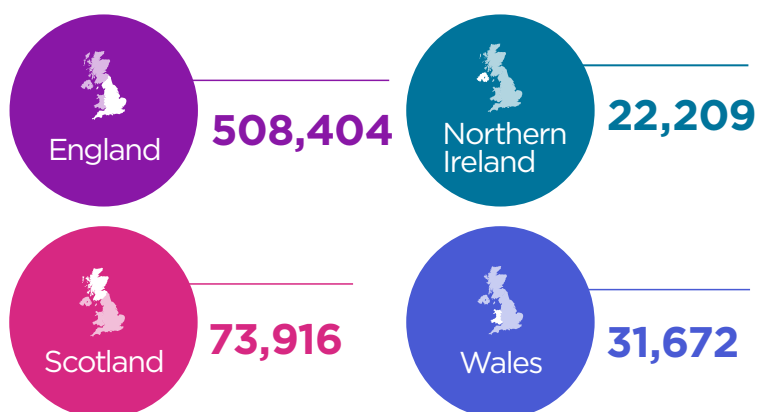 England
508,404
Northern
Ireland
22,209
Scotland
73,916
Wales
31,672